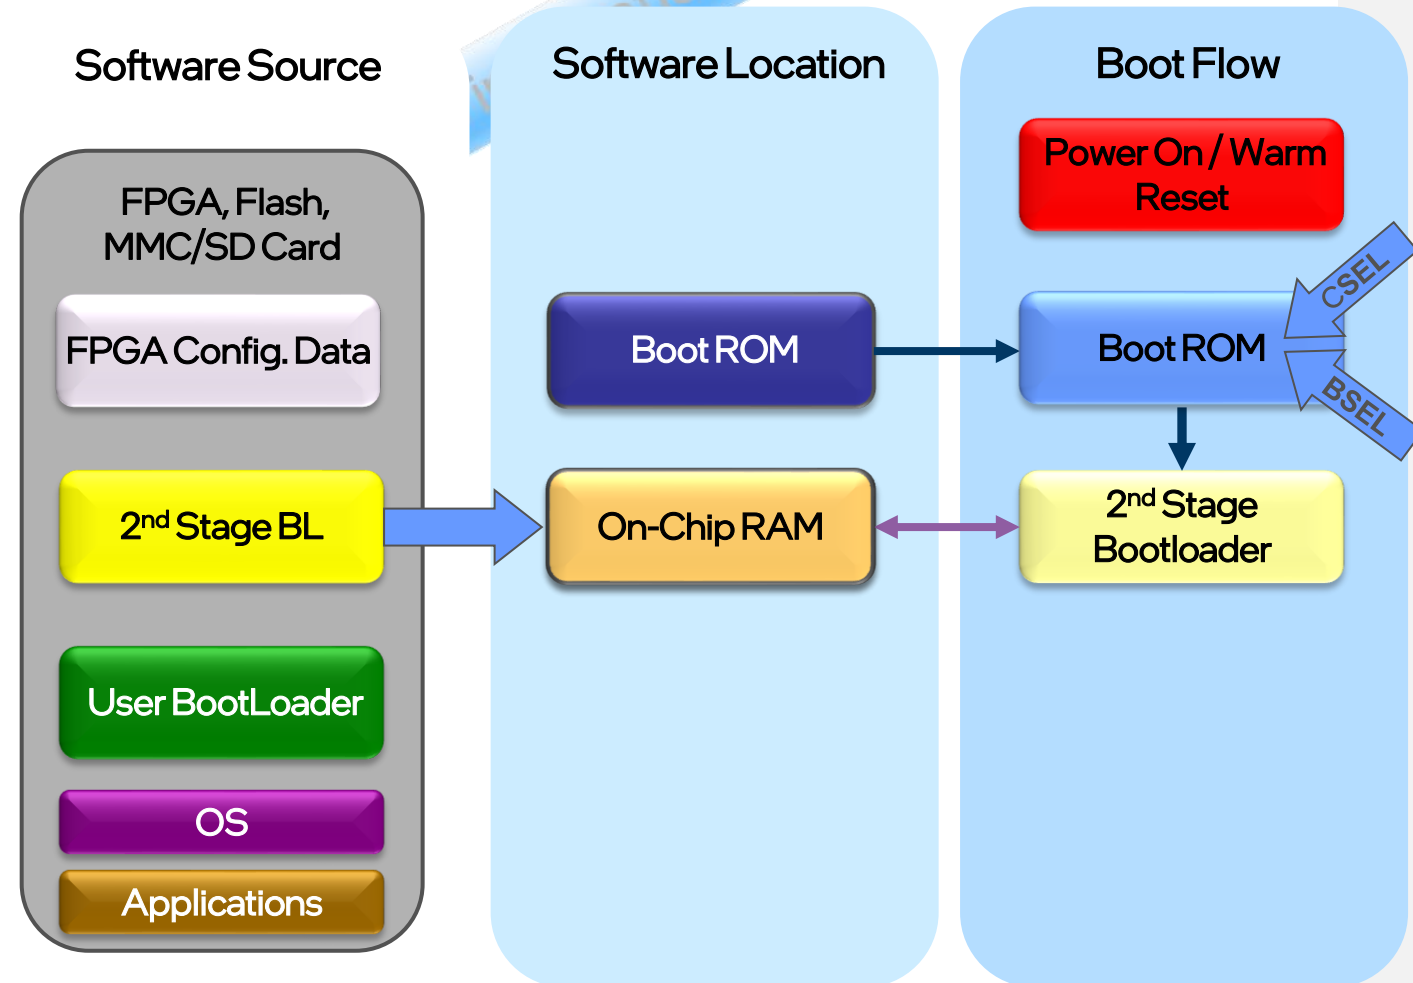 Software Source
Software Location
Boot Flow
FPGA, Flash,
MMC/SD Card
FPGA Config. Data
2nd Stage BL
User BootLoader
OS
Applications
Boot ROM
On-Chip RAM
Power On / Warm
Reset
CSEL
Boot ROM
BSEL
2nd Stage
Bootloader